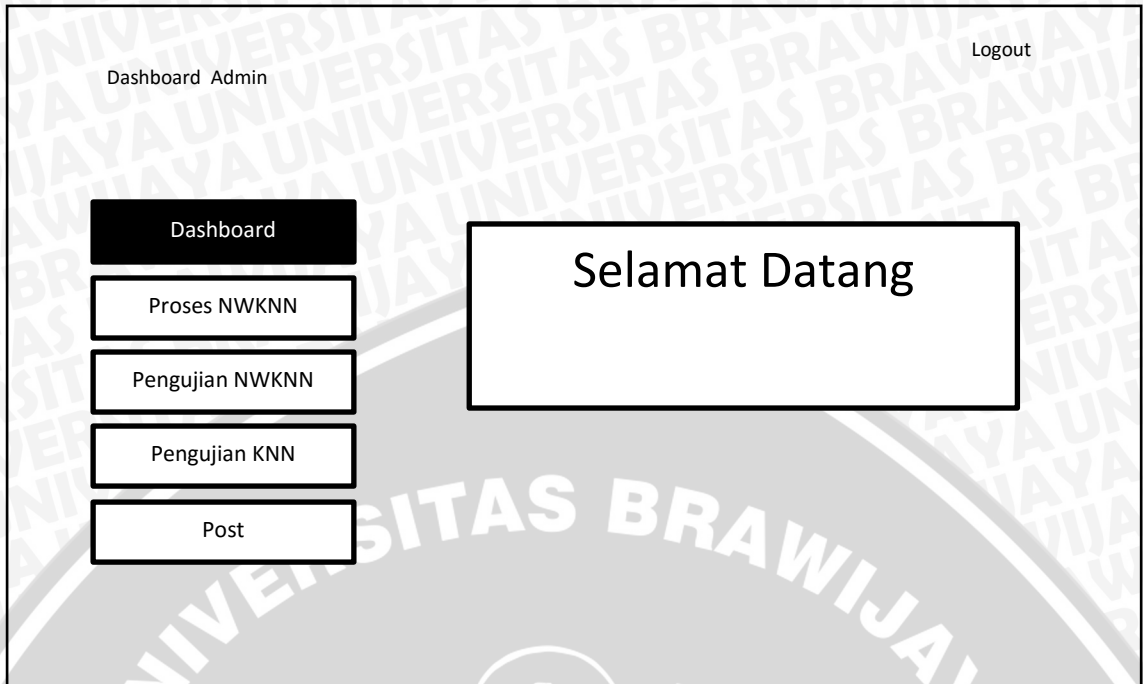 Logout
Dashboard Admin
Dashboard
Selamat Datang
Proses NWKNN
Pengujian NWKNN
Pengujian KNN
Post